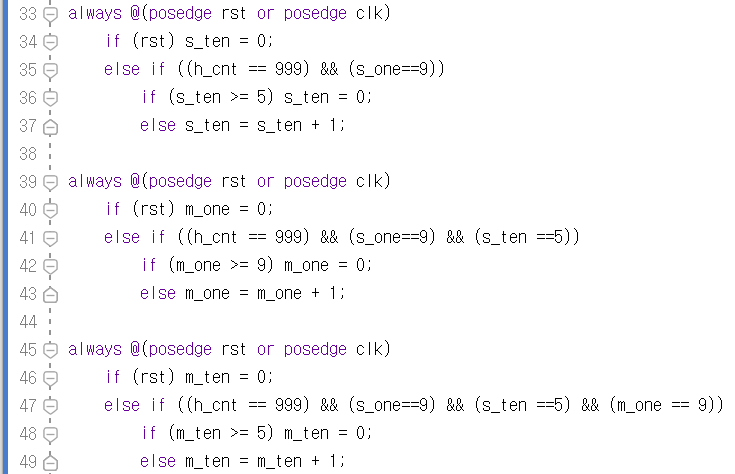 33 always @(posedge rst or posedge clk)
34 if (rst) s_ten = 0;
35 else if ((h_cnt == 999) && (s_one==9))
36 if (s_ten >= 5) s_ten = 0;
37 else s_ten = s_ten + 1;
38
39 always @(posedge rst or posedge clk)
40 if (rst) m_one = 0;
41 else if ((h_cnt == 999) && (s_one==9) && (s_ten ==5))
42 if (m_one >= 9) m_one = 0;
43 else m_one = m_one + 1;
44
45 always @(posedge rst or posedge clk)
46 if (rst) m_ten = 0;
47 else if ((h_cnt == 999) && (s_one==9) && (s_ten ==5) && (m_one == 9))
48 if (m_ten >= 5) m_ten = 0;
49 else m_ten = m_ten + 1;